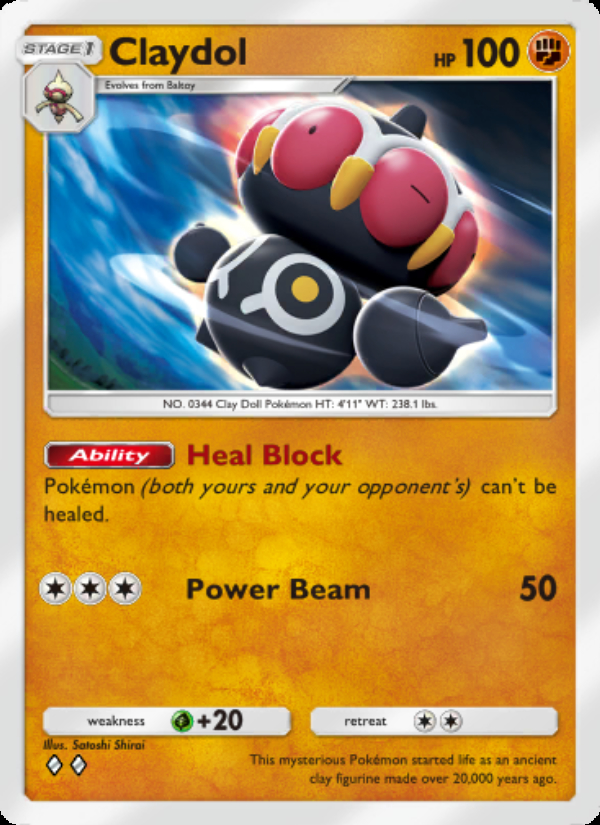 STAGE 1 Claydol HP 100
Evolves from Baltoy
NO. 0344 Clay Doll Pokémon HT: 4'11" WT: 238.1 lbs.
Ability Heal Block
Pokémon (both yours and your opponent's) can't be
healed.
Power Beam 50
weakness +20 retreat
Illus. Satoshi Shirai
This mysterious Pokémon started life as an ancient
clay figurine made over 20,000 years ago.